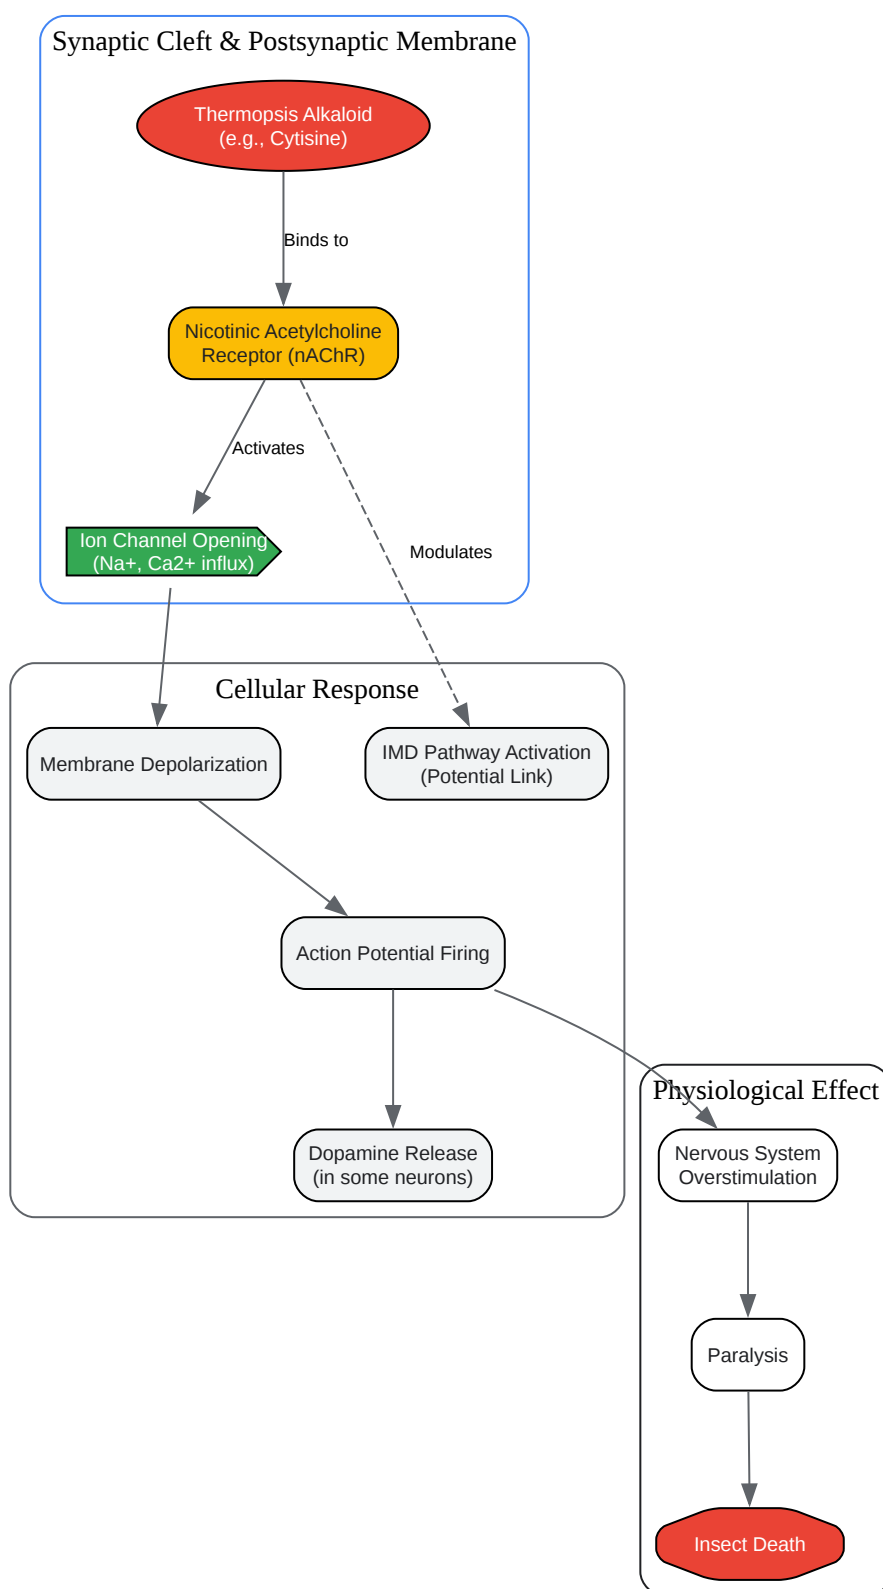 Synaptic Cleft & Postsynaptic Membrane
Thermopsis Alkaloid
(e.g., Cytisine)
Binds to
Nicotinic Acetylcholine
Receptor (nAChR)
Activates
Ion Channel Opening
(Na+, Ca2+ influx)
Modulates
Cellular Response
Membrane Depolarization
IMD Pathway Activation
(Potential Link)
Action Potential Firing
Dopamine Release
(in some neurons)
Physiological Effect
Nervous System
Overstimulation
Paralysis
Insect Death